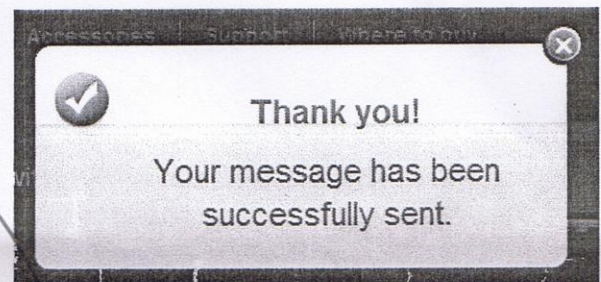 Accessories | Support | Where to buy
Thank you!
Your message has been
successfully sent.